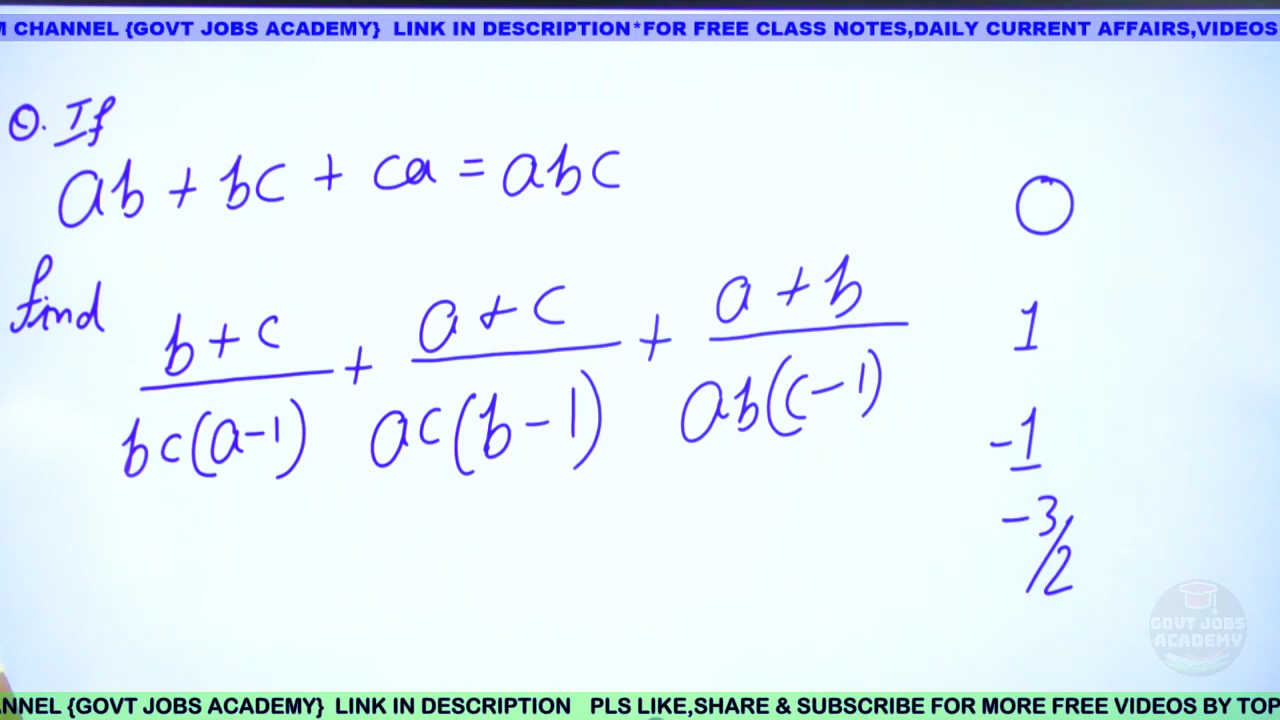 M CHANNEL {GOVT JOBS ACADEMY} LINK IN DESCRIPTION*FOR FREE CLASS NOTES,DAILY CURRENT AFFAIRS,VIDEOS
Q. If
ab + bc + ca = abc
0
find
b+c/bc(a-1) + a+c/ac(b-1) + a+b/ab(c-1)
1
-1
-3/2
GOVT JOBS
ACADEMY
NNEL {GOVT JOBS ACADEMY} LINK IN DESCRIPTION PLS LIKE,SHARE & SUBSCRIBE FOR MORE FREE VIDEOS BY TOP